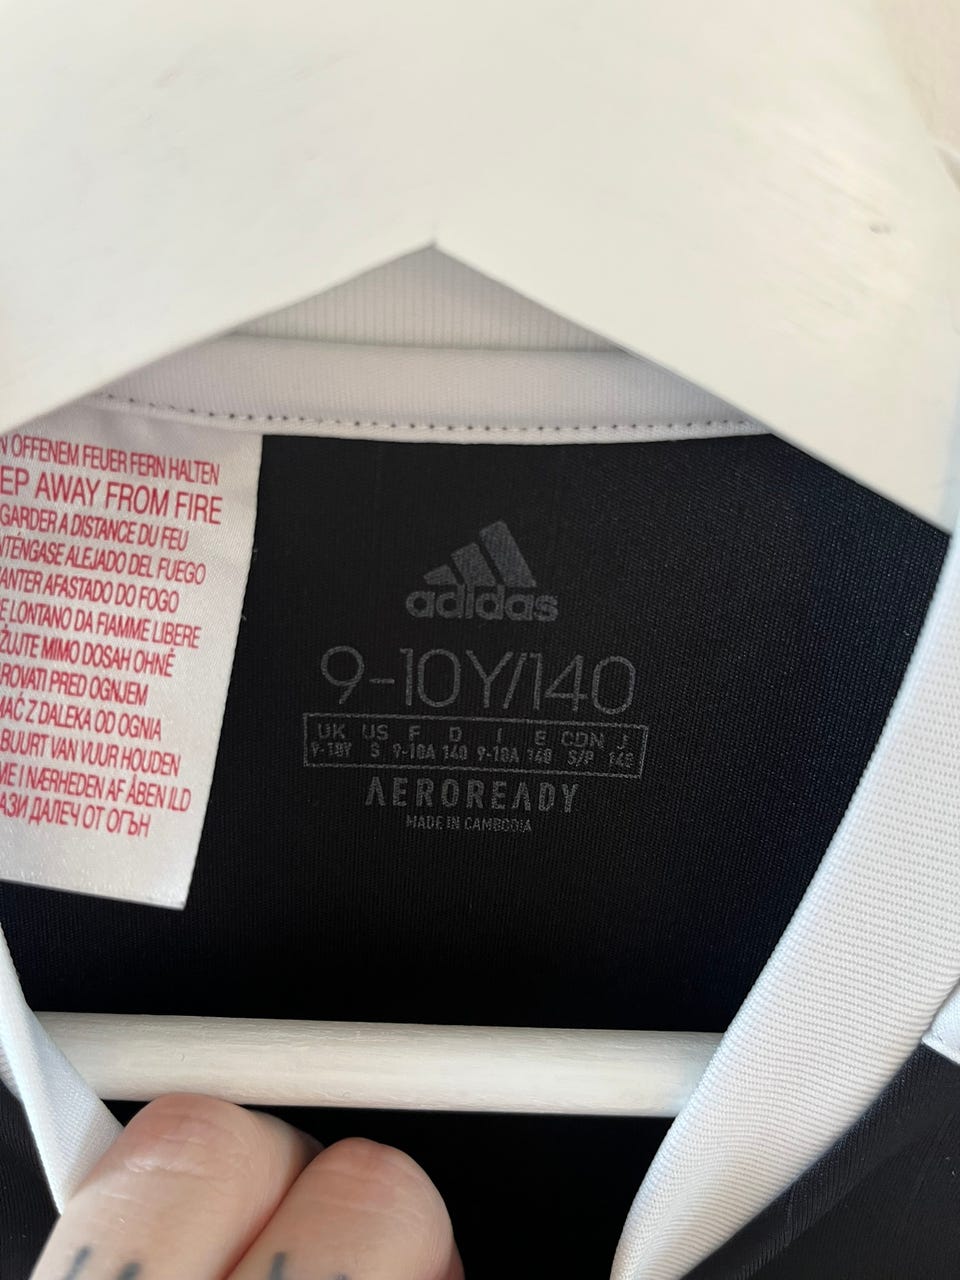 N OFFENEM FEUER FERN HALTEN
EP AWAY FROM FIRE
GARDER A DISTANCE DU FEU
NTÉNGASE ALEJADO DEL FUEGO
ANTER AFASTADO DO FOGO
E LONTANO DA FIAMME LIBERE
ŽUJTE MIMO DOSAH OHNĚ
AROVATI PRED OGNJEM
MAĆ Z DALEKA OD OGNIA
BUURT VAN VUUR HOUDEN
ME I NÆRHEDEN AF ÅBEN ILD
АЗИ ДАЛЕЧ ОТ ОГЪН
adidas
9-10Y/140
UK US F D I E CDN J
9-10Y S 9-10A 140 9-10A 140 S/P 140
AEROREADY
MADE IN CAMBODIA